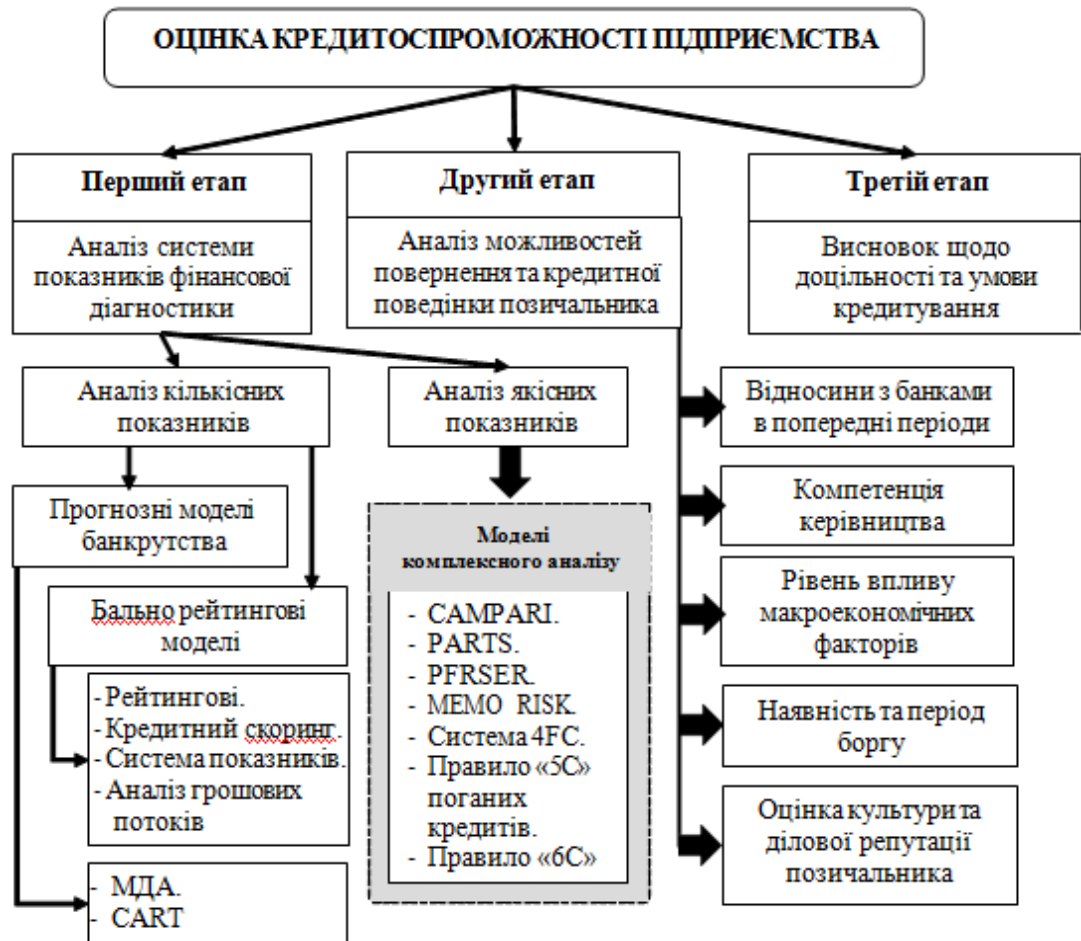 ОЦІНКА КРЕДИТОСПРОМОЖНОСТІ ПІДПРИЄМСТВА
Перший етап
Аналіз системи
показників фінансової
діагностики
Другий етап
Аналіз можливостей
повернення та кредитної
поведінки позичальника
Третій етап
Висновок щодо
доцільності та умови
кредитування
Аналіз кількісних
показників
Аналіз якісних
показників
Прогнозні моделі
банкрутства
Бально рейтингові
моделі
- Рейтингові.
- Кредитний скоринг.
- Система показників.
- Аналіз грошових
потоків
- МДА.
- CART
Моделі
комплексного аналізу
- CAMPARI.
- PARTS.
- PFRSER.
- MEMO RISK.
- Система 4FC.
- Правило «5С»
поганих
кредитів.
- Правило «6С»
Відносини з банками
в попередні періоди
Компетенція
керівництва
Рівень впливу
макроекономічних
факторів
Наявність та період
боргу
Оцінка культури та
ділової репутації
позичальника